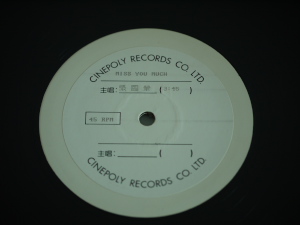 CINEPOLY RECORDS CO. LTD.
MISS YOU MUCH
主唱:
45 RPM
主唱:
CINEPOLY RECORDS CO. LTD.